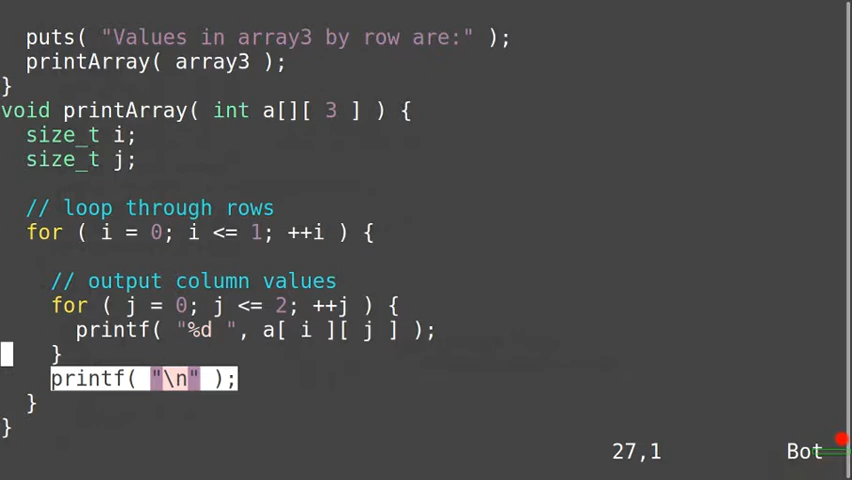 puts( "Values in array3 by row are:" );
  printArray( array3 );
}
void printArray( int a[][ 3 ] ) {
  size_t i;
  size_t j;

  // loop through rows
  for ( i = 0; i <= 1; ++i ) {

    // output column values
    for ( j = 0; j <= 2; ++j ) {
      printf( "%d ", a[ i ][ j ] );
    }
    printf( "\n" );
  }
}
27,1 Bot